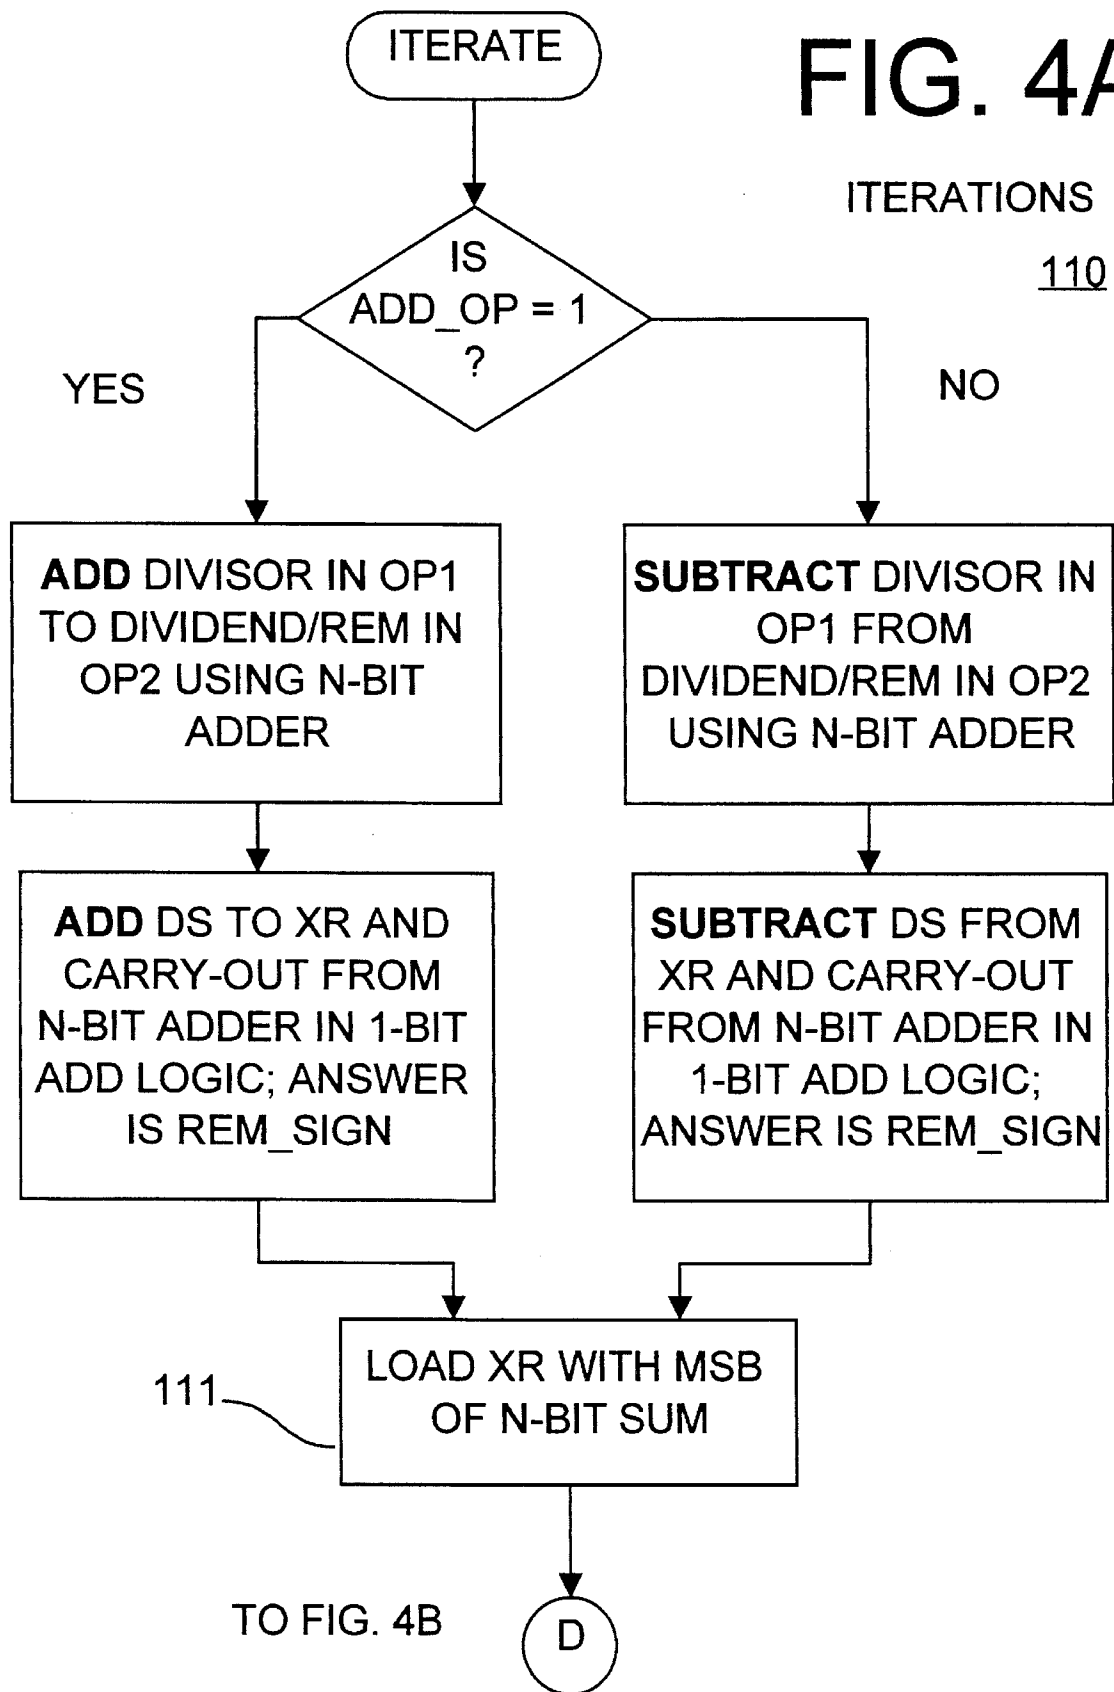 ITERATE
FIG. 4A
ITERATIONS
110
IS
ADD_OP = 1
?
YES
NO
ADD DIVISOR IN OP1
TO DIVIDEND/REM IN
OP2 USING N-BIT
ADDER
SUBTRACT DIVISOR IN
OP1 FROM
DIVIDEND/REM IN OP2
USING N-BIT ADDER
ADD DS TO XR AND
CARRY-OUT FROM
N-BIT ADDER IN 1-BIT
ADD LOGIC; ANSWER
IS REM_SIGN
SUBTRACT DS FROM
XR AND CARRY-OUT
FROM N-BIT ADDER IN
1-BIT ADD LOGIC;
ANSWER IS REM_SIGN
LOAD XR WITH MSB
OF N-BIT SUM
111
TO FIG. 4B
D